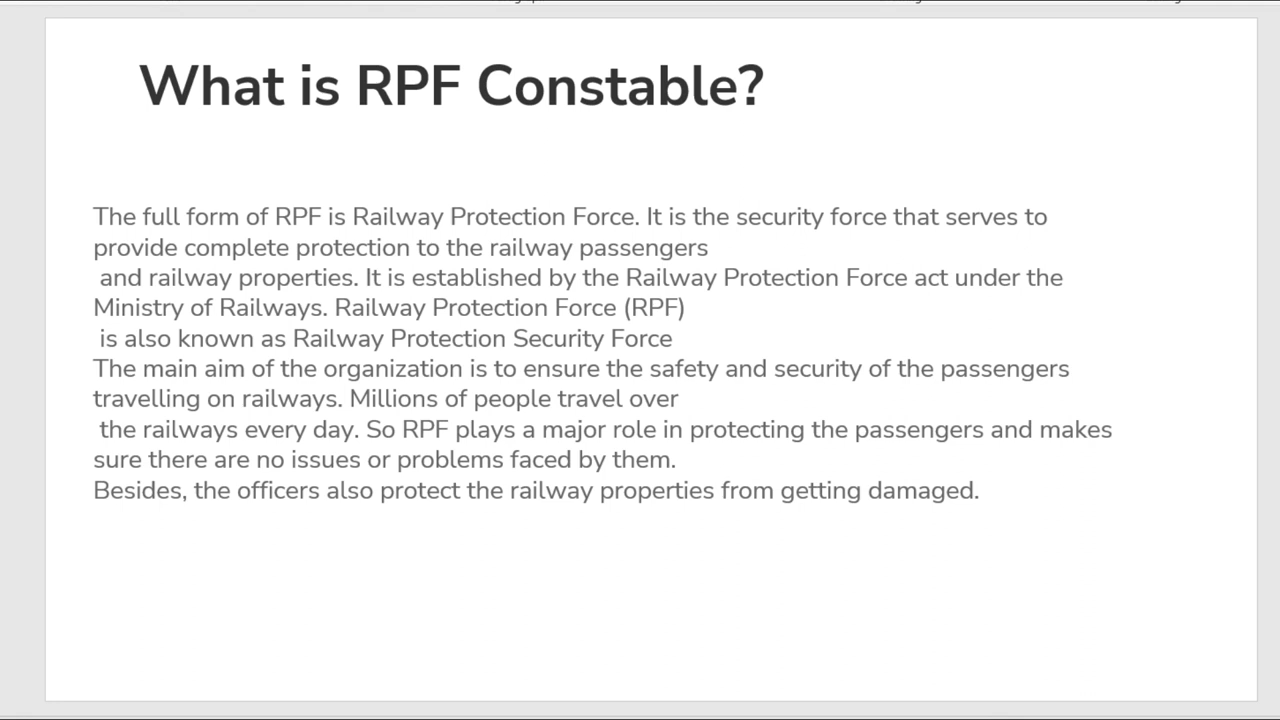 What is RPF Constable?
The full form of RPF is Railway Protection Force. It is the security force that serves to
provide complete protection to the railway passengers
and railway properties. It is established by the Railway Protection Force act under the
Ministry of Railways. Railway Protection Force (RPF)
is also known as Railway Protection Security Force
The main aim of the organization is to ensure the safety and security of the passengers
travelling on railways. Millions of people travel over
the railways every day. So RPF plays a major role in protecting the passengers and makes
sure there are no issues or problems faced by them.
Besides, the officers also protect the railway properties from getting damaged.